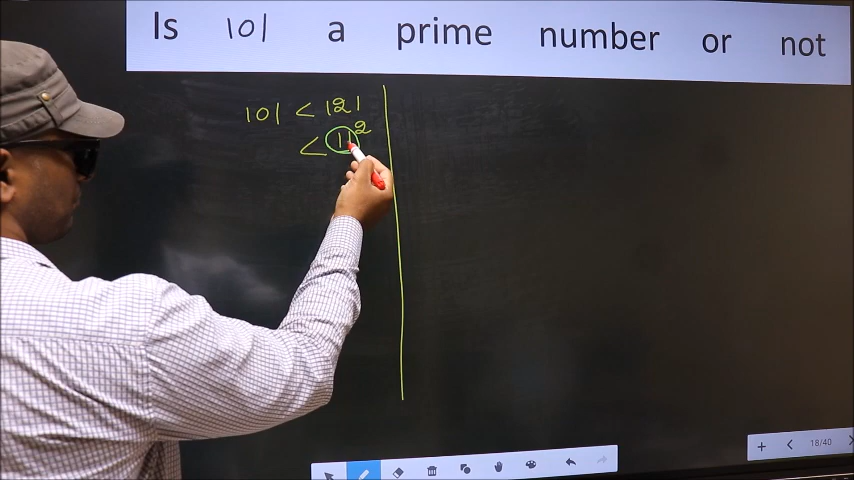 Is 101 a prime number or not
101 < 121
< 11²
18/40